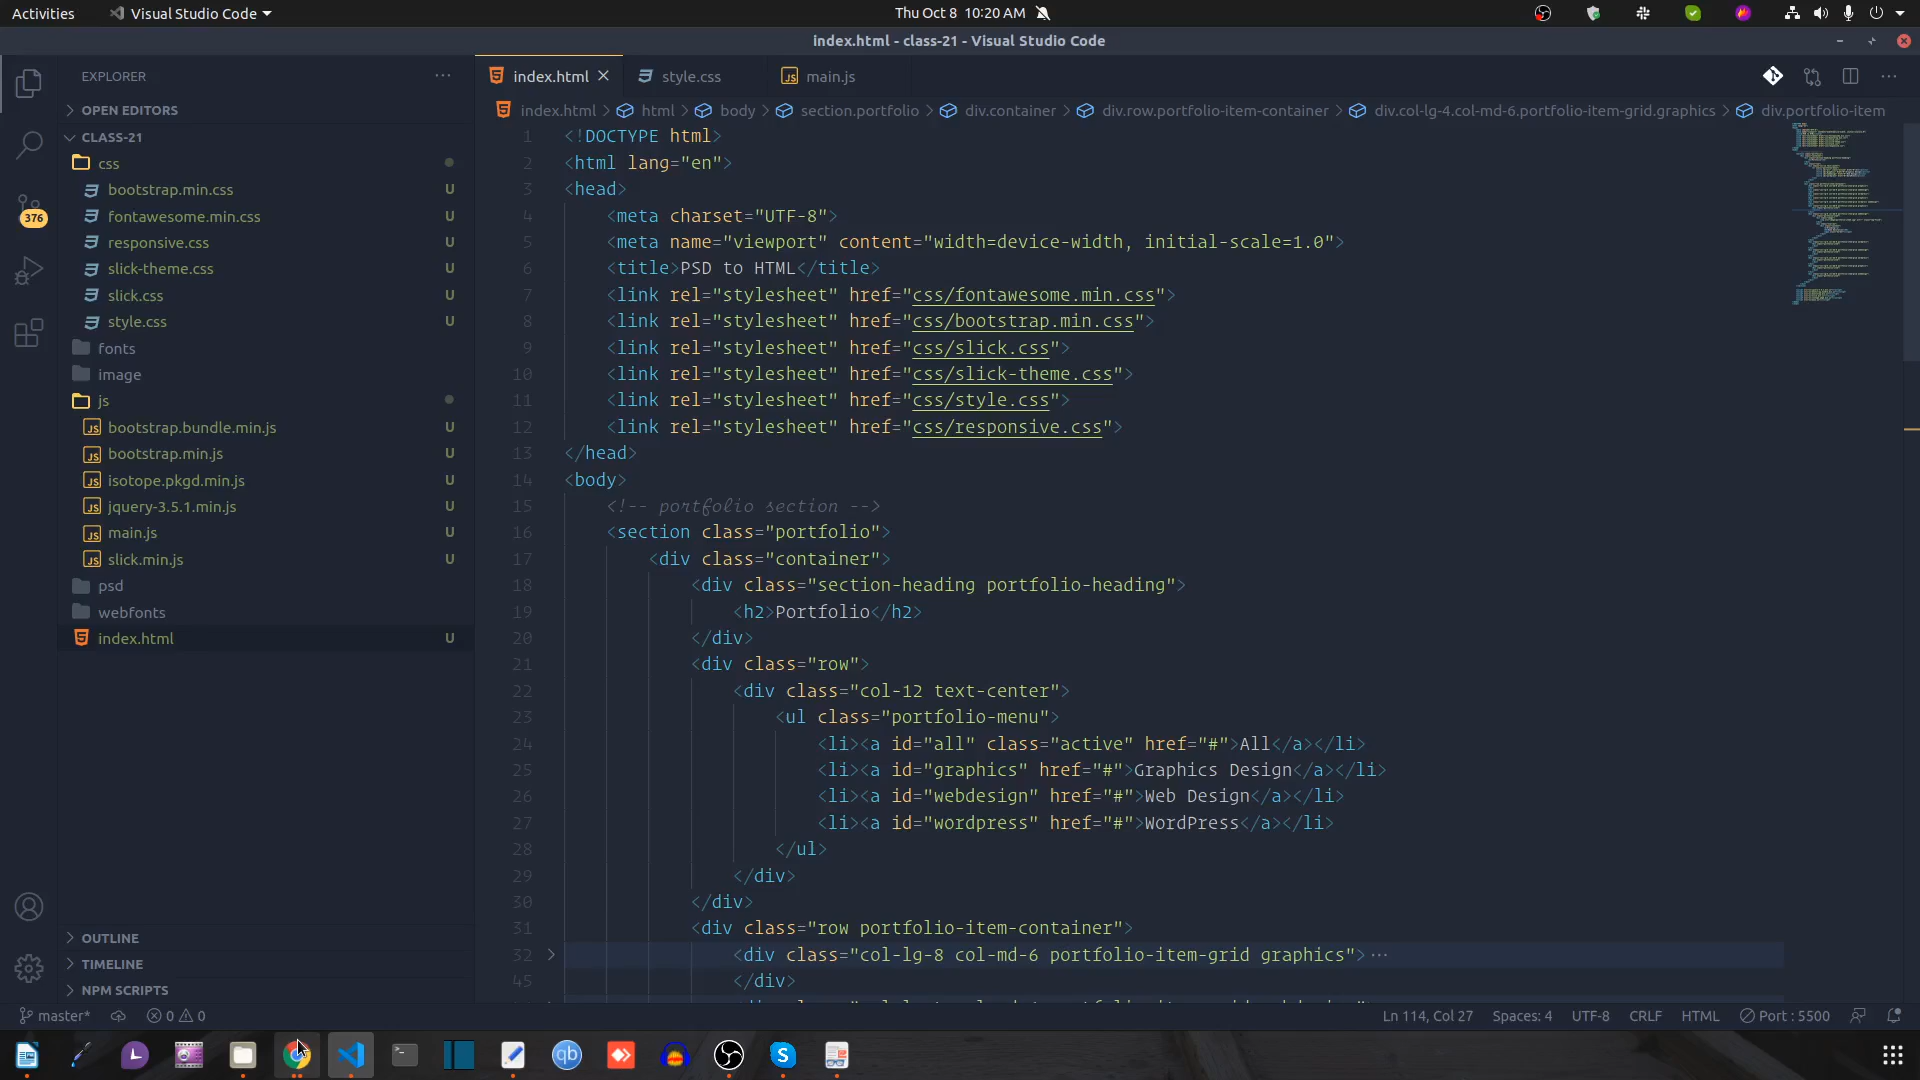 Activities
Visual Studio Code
Thu Oct 8 10:20 AM
index.html - class-21 - Visual Studio Code
EXPLORER
index.html
style.css
main.js
OPEN EDITORS
index.html > html > body > section.portfolio > div.container > div.row.portfolio-item-container > div.col-lg-4.col-md-6.portfolio-item-grid.graphics > div.portfolio-item
CLASS-21
css
bootstrap.min.css U
fontawesome.min.css U
responsive.css U
slick-theme.css U
slick.css U
style.css U
fonts
image
js
bootstrap.bundle.min.js U
bootstrap.min.js U
isotope.pkgd.min.js U
jquery-3.5.1.min.js U
main.js U
slick.min.js U
psd
webfonts
index.html U
376
OUTLINE
TIMELINE
NPM SCRIPTS
1 <!DOCTYPE html>
2 <html lang="en">
3 <head>
4 <meta charset="UTF-8">
5 <meta name="viewport" content="width=device-width, initial-scale=1.0">
6 <title>PSD to HTML</title>
7 <link rel="stylesheet" href="css/fontawesome.min.css">
8 <link rel="stylesheet" href="css/bootstrap.min.css">
9 <link rel="stylesheet" href="css/slick.css">
10 <link rel="stylesheet" href="css/slick-theme.css">
11 <link rel="stylesheet" href="css/style.css">
12 <link rel="stylesheet" href="css/responsive.css">
13 </head>
14 <body>
15 <!-- portfolio section -->
16 <section class="portfolio">
17 <div class="container">
18 <div class="section-heading portfolio-heading">
19 <h2>Portfolio</h2>
20 </div>
21 <div class="row">
22 <div class="col-12 text-center">
23 <ul class="portfolio-menu">
24 <li><a id="all" class="active" href="#">All</a></li>
25 <li><a id="graphics" href="#">Graphics Design</a></li>
26 <li><a id="webdesign" href="#">Web Design</a></li>
27 <li><a id="wordpress" href="#">WordPress</a></li>
28 </ul>
29 </div>
30 </div>
31 <div class="row portfolio-item-container">
32 <div class="col-lg-8 col-md-6 portfolio-item-grid graphics">···
45 </div>
master*
0 0
Ln 114, Col 27
Spaces: 4
UTF-8
CRLF
HTML
Port : 5500
qb